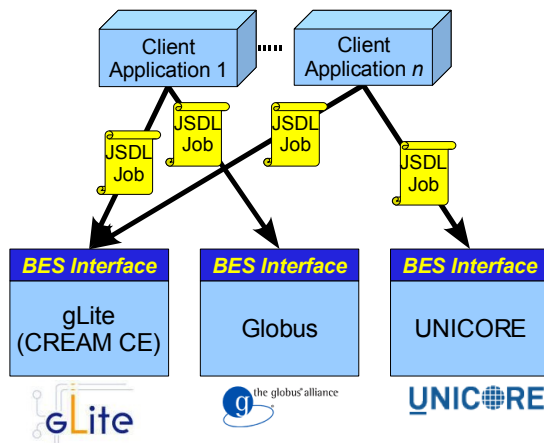 Client
Application 1
Client
Application n
JSDL
Job
JSDL
Job
JSDL
Job
JSDL
Job
BES Interface
BES Interface
BES Interface
gLite
(CREAM CE)
Globus
UNICORE
gLite
g
the globus alliance
UNICORE